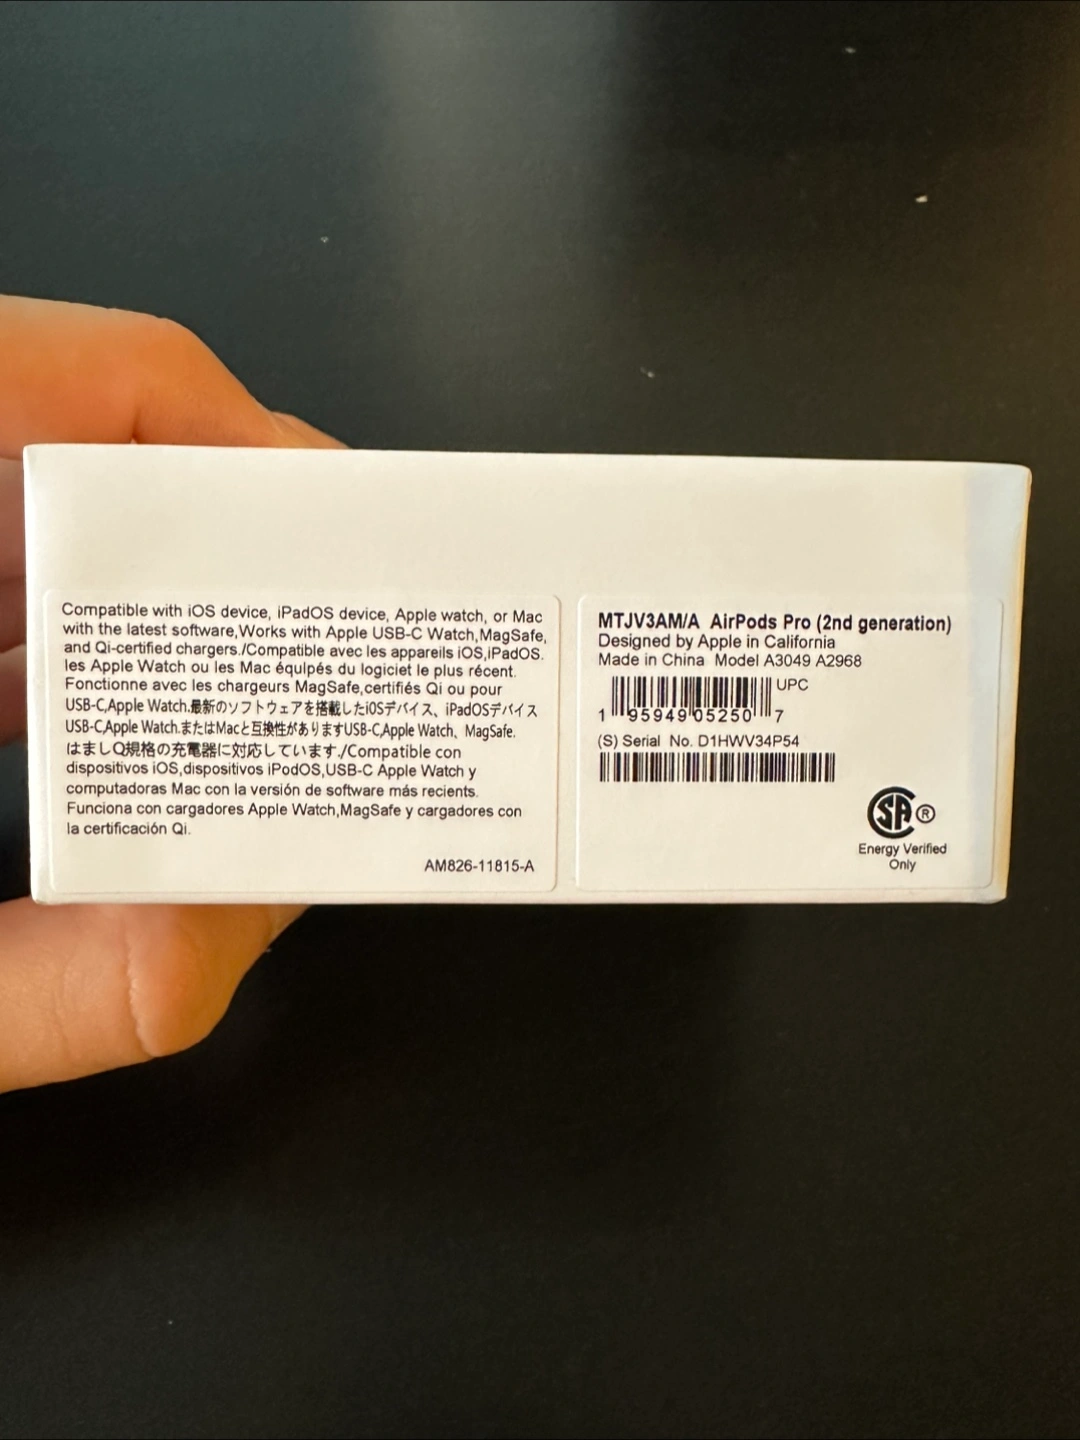 Compatible with iOS device, iPadOS device, Apple watch, or Mac
with the latest software,Works with Apple USB-C Watch,MagSafe,
and Qi-certified chargers./Compatible avec les appareils iOS,iPadOS.
les Apple Watch ou les Mac équipés du logiciet le plus récent.
Fonctionne avec les chargeurs MagSafe,certifiés Qi ou pour
USB-C,Apple Watch.最新のソフトウェアを搭載したiOSデバイス、iPadOSデバイス
USB-C,Apple Watch.またはMacと互換性がありますUSB-C,Apple Watch、MagSafe.
はましQi規格の充電器に対応しています./Compatible con
dispositivos iOS,dispositivos iPodOS,USB-C Apple Watch y
computadoras Mac con la versión de software más recients.
Funciona con cargadores Apple Watch,MagSafe y cargadores con
la certificación Qi.
AM826-11815-A
MTJV3AM/A AirPods Pro (2nd generation)
Designed by Apple in California
Made in China Model A3049 A2968
UPC
1 95949 05250 7
(S) Serial No. D1HWV34P54
SA ®
Energy Verified
Only